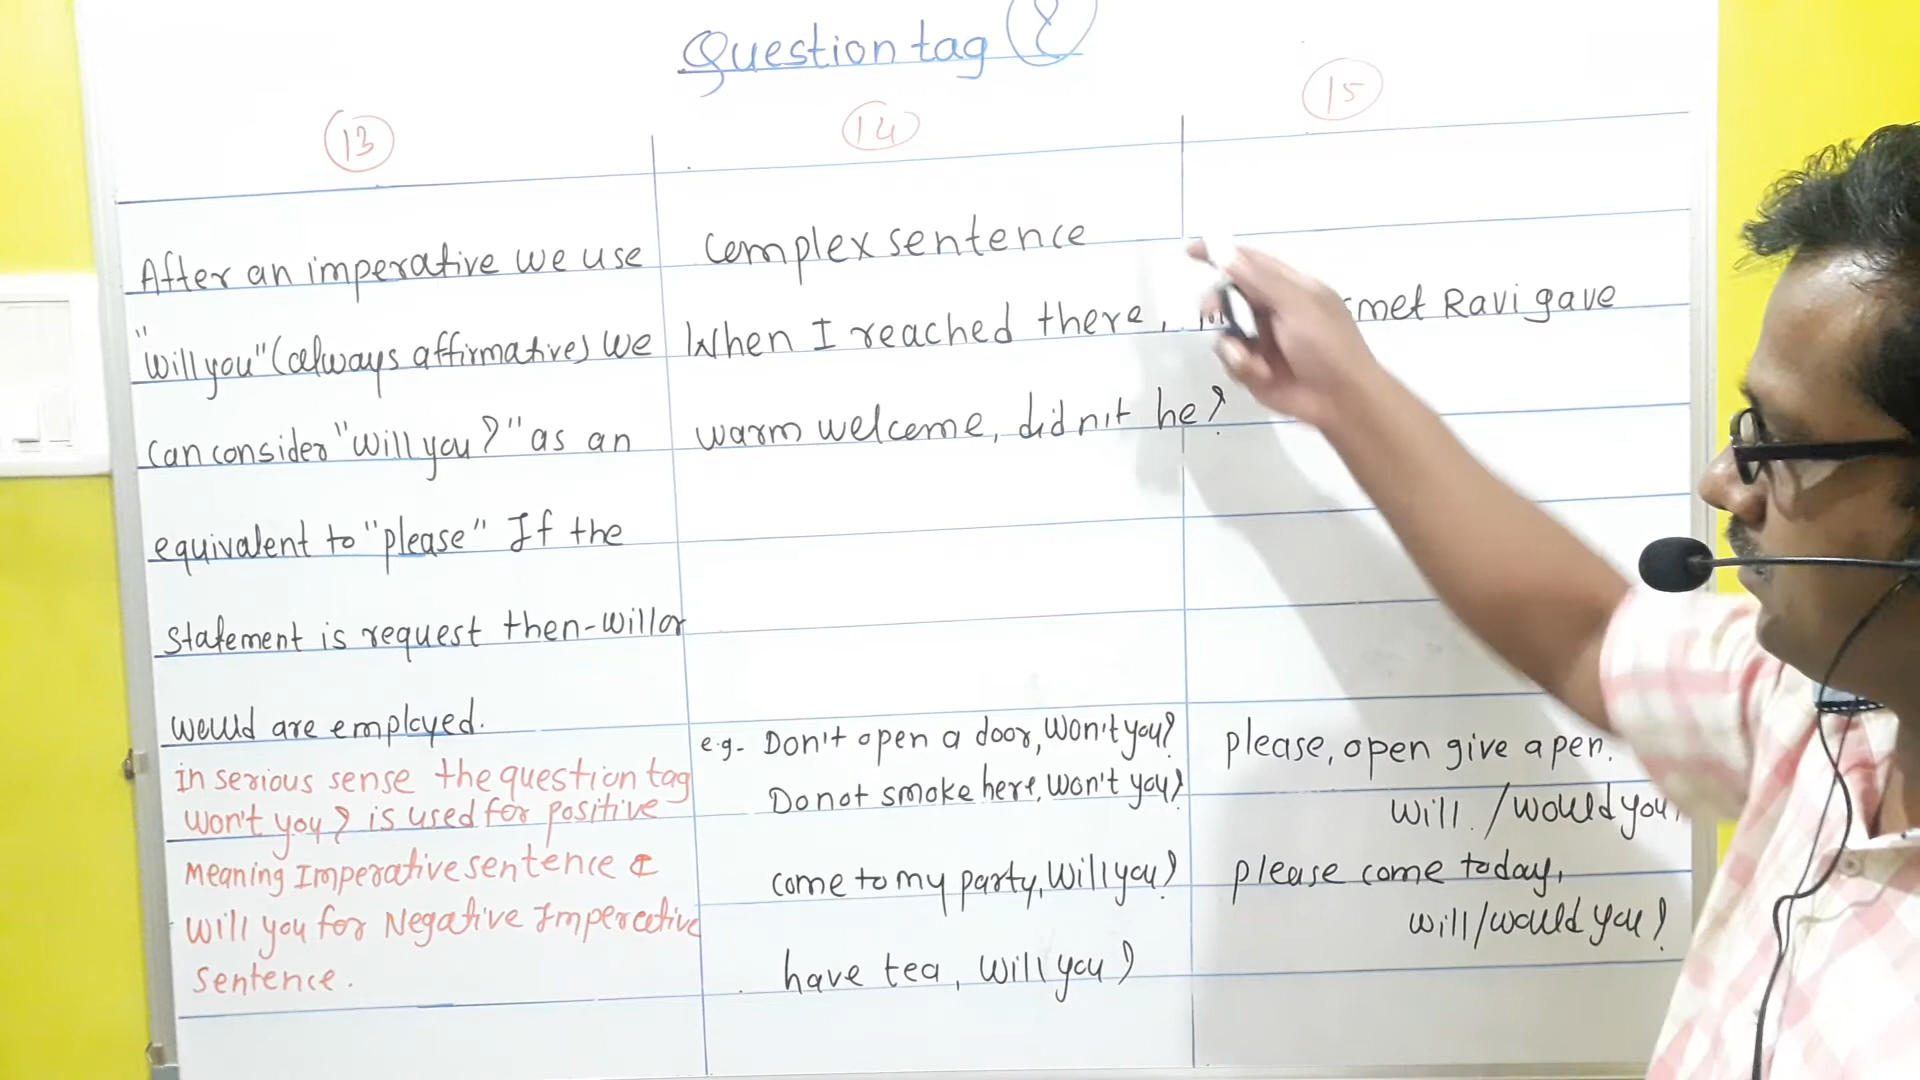 Question tag ?
13
14
15
After an imperative we use
"will you" (always affirmative) We
can consider "will you?" as an
equivalent to "please" If the
statement is request then-will or
would are employed.
in serious sense the question tag
won't you? is used for positive
Meaning Imperative sentence &
will you for Negative Imperative
sentence.
Complex sentence
When I reached there, met Ravi gave
warm welcome, did nit he?
e.g- Don't open a door, Won't you?
Do not smoke here, won't you?
come to my party, Will you?
have tea, will you?
please, open give a pen.
will. /would you
please come today,
will/would you?